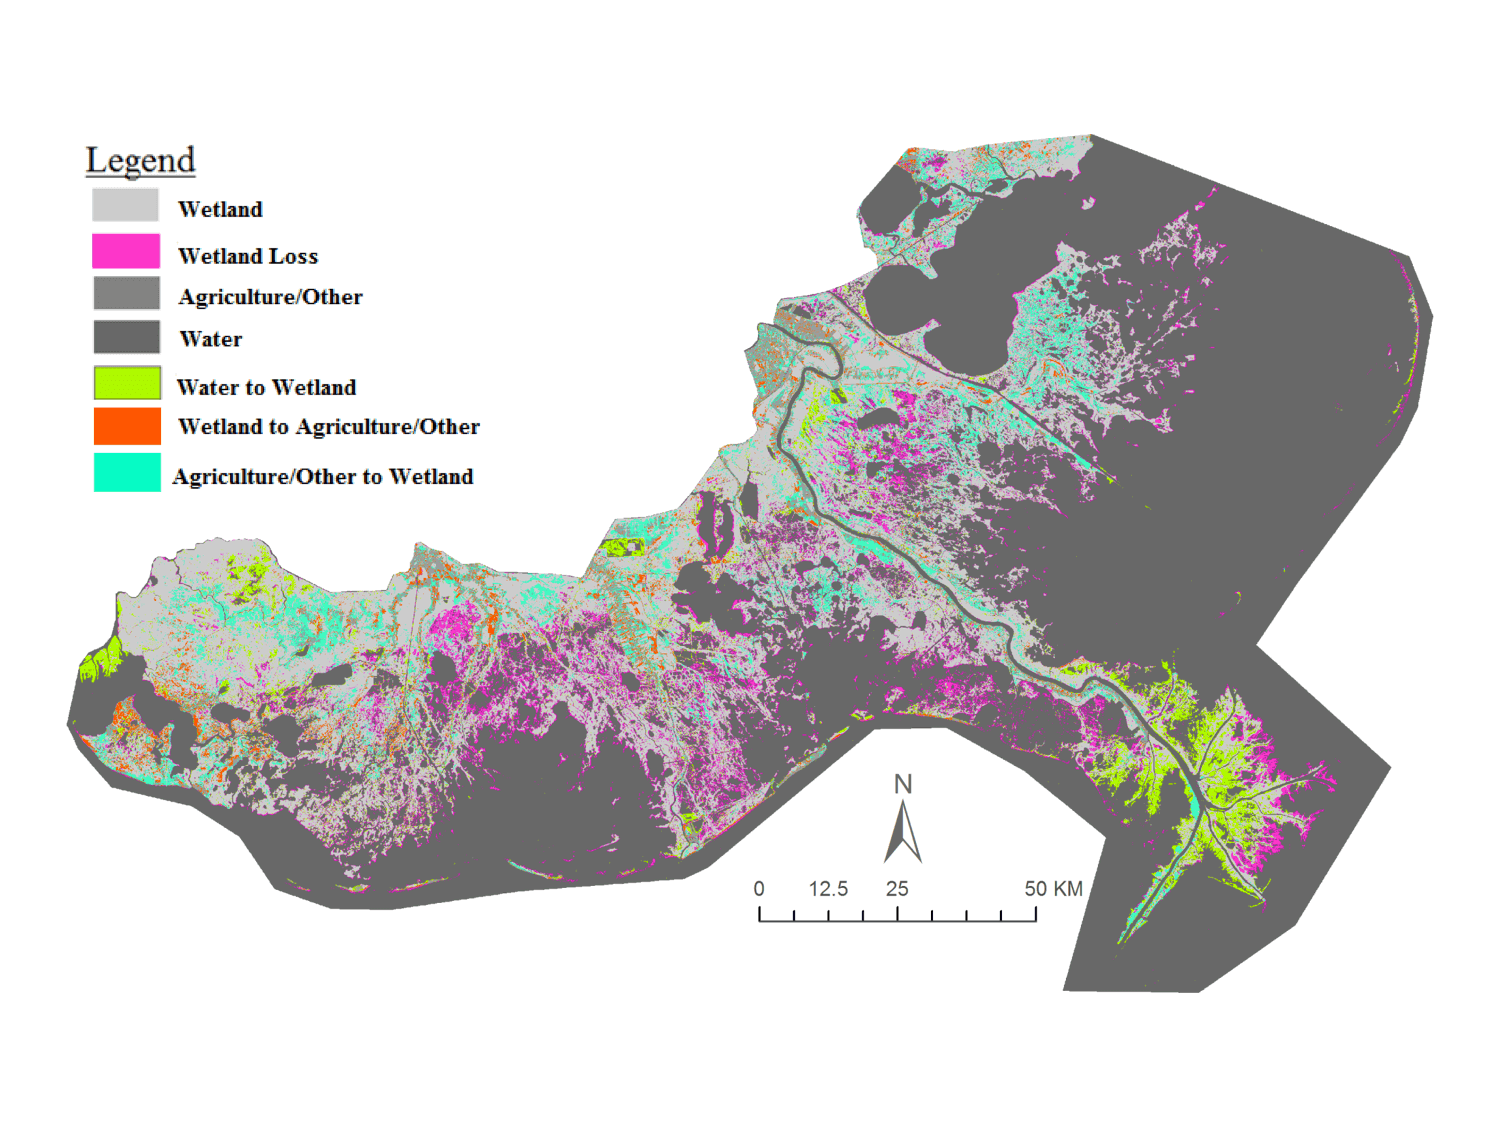 Legend
Wetland
Wetland Loss
Agriculture/Other
Water
Water to Wetland
Wetland to Agriculture/Other
Agriculture/Other to Wetland
N
0 12.5 25 50 KM